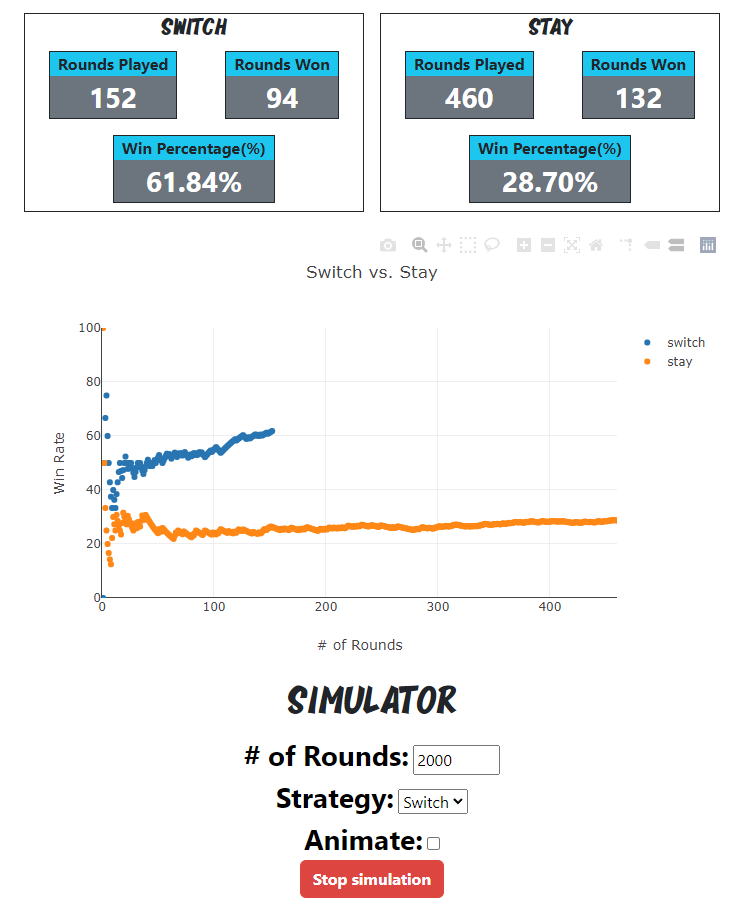 SWITCH
Rounds Played
152
Rounds Won
94
Win Percentage(%)
61.84%
STAY
Rounds Played
460
Rounds Won
132
Win Percentage(%)
28.70%
Switch vs. Stay
100
80
60
40
20
0
Win Rate
0 100 200 300 400
# of Rounds
switch
stay
SIMULATOR
# of Rounds: 2000
Strategy: Switch
Animate:
Stop simulation